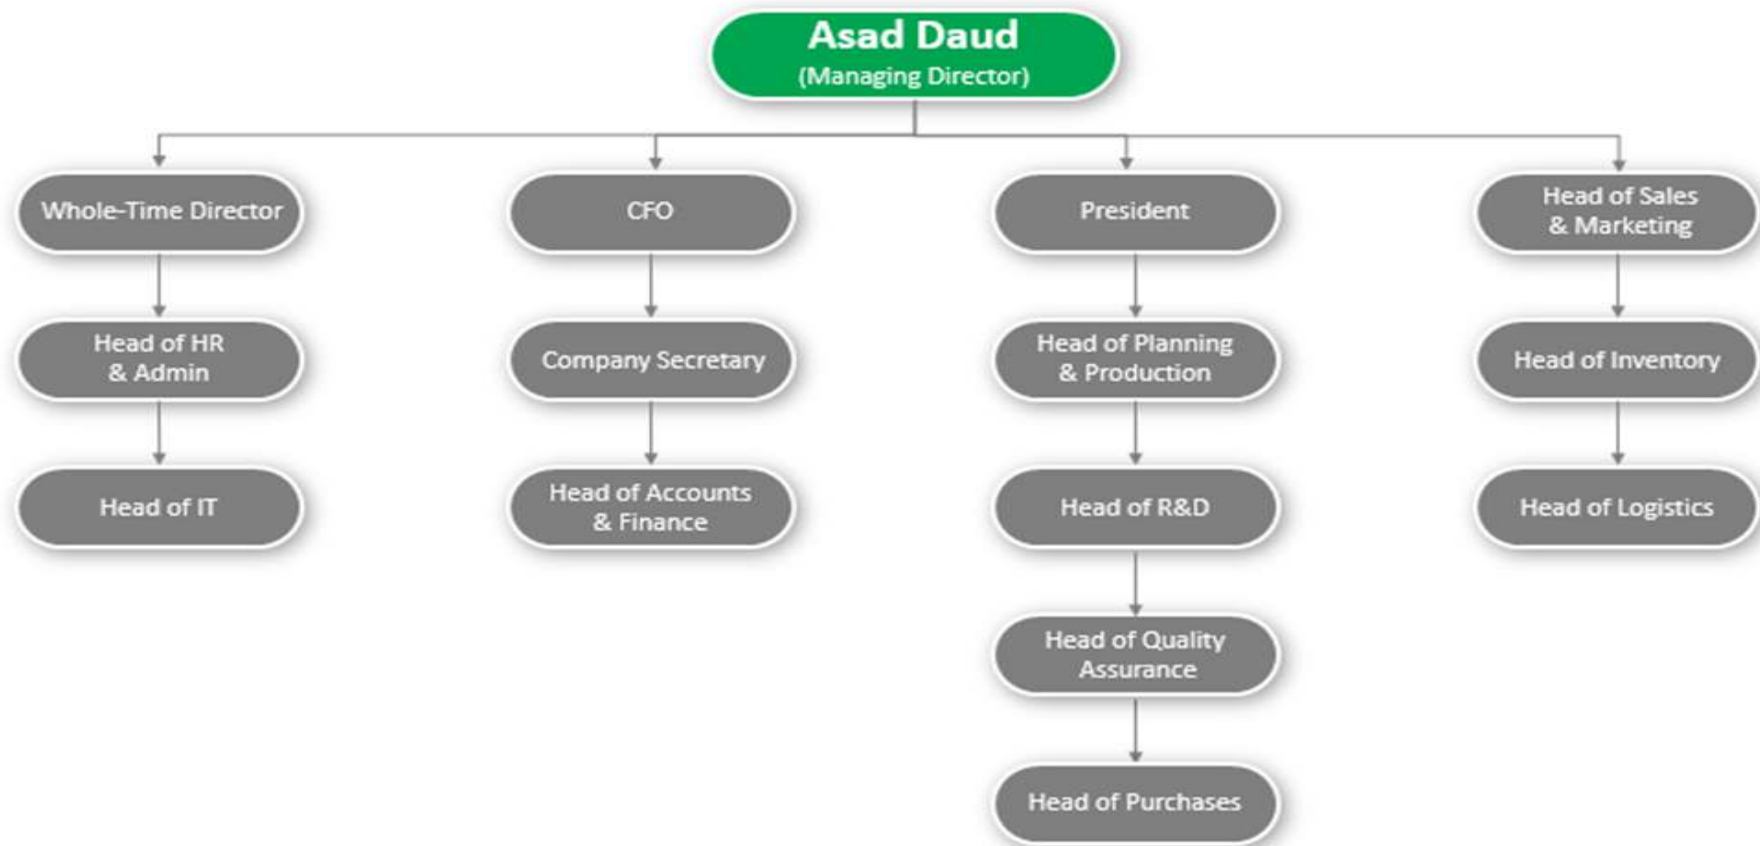 Asad Daud
(Managing Director)
Whole-Time Director
CFO
President
Head of Sales
& Marketing
Head of HR
& Admin
Company Secretary
Head of Planning
& Production
Head of Inventory
Head of IT
Head of Accounts
& Finance
Head of R&D
Head of Logistics
Head of Quality
Assurance
Head of Purchases